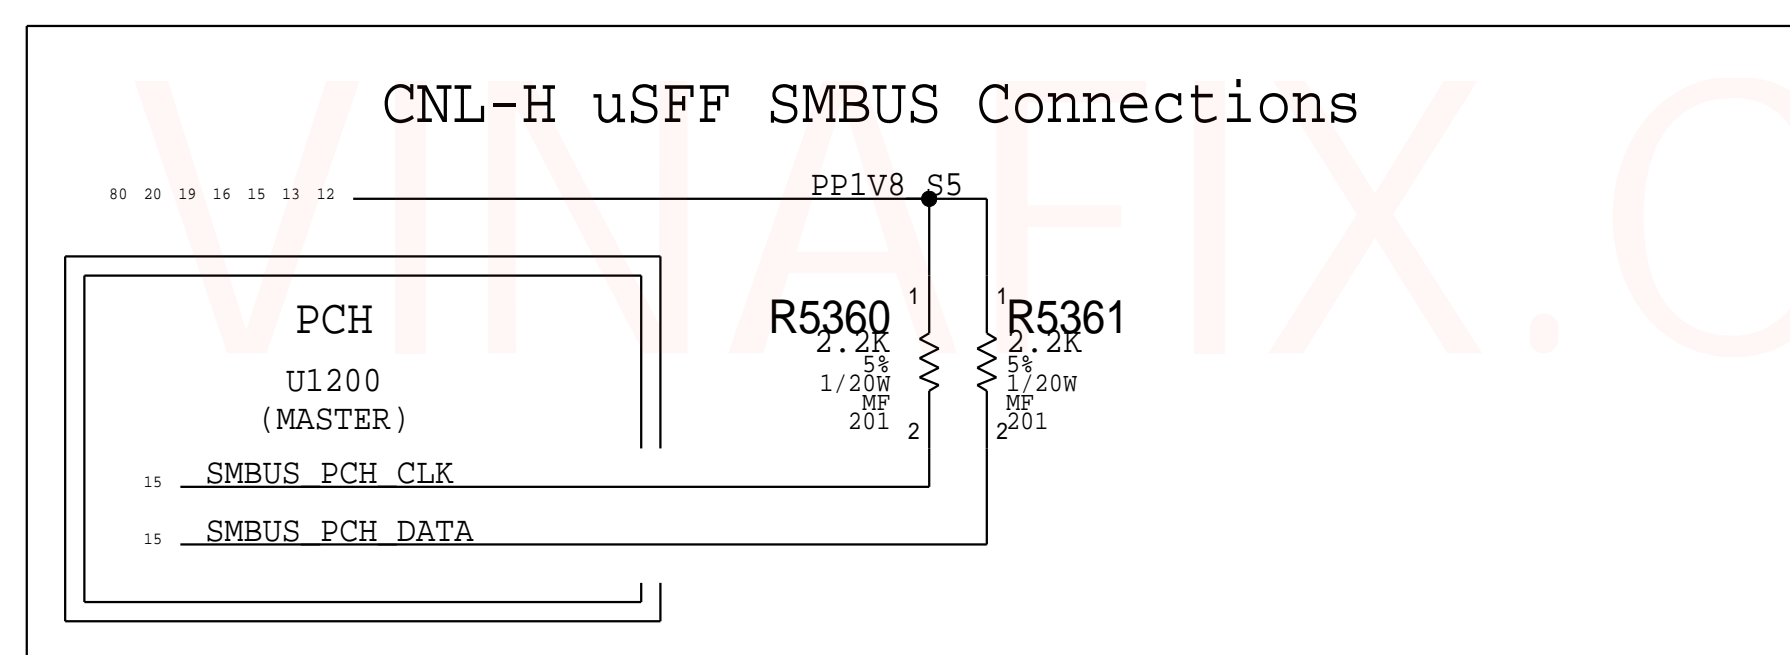 CNL-H uSFF SMBUS Connections
80 20 19 16 15 13 12 PP1V8_S5
PCH
U1200
(MASTER)
1
R5360
2.2K
5%
1/20W
MF
201
2
1
R5361
2.2K
5%
1/20W
MF
201
2
15 SMBUS_PCH_CLK
15 SMBUS_PCH_DATA
VINAFIX.C